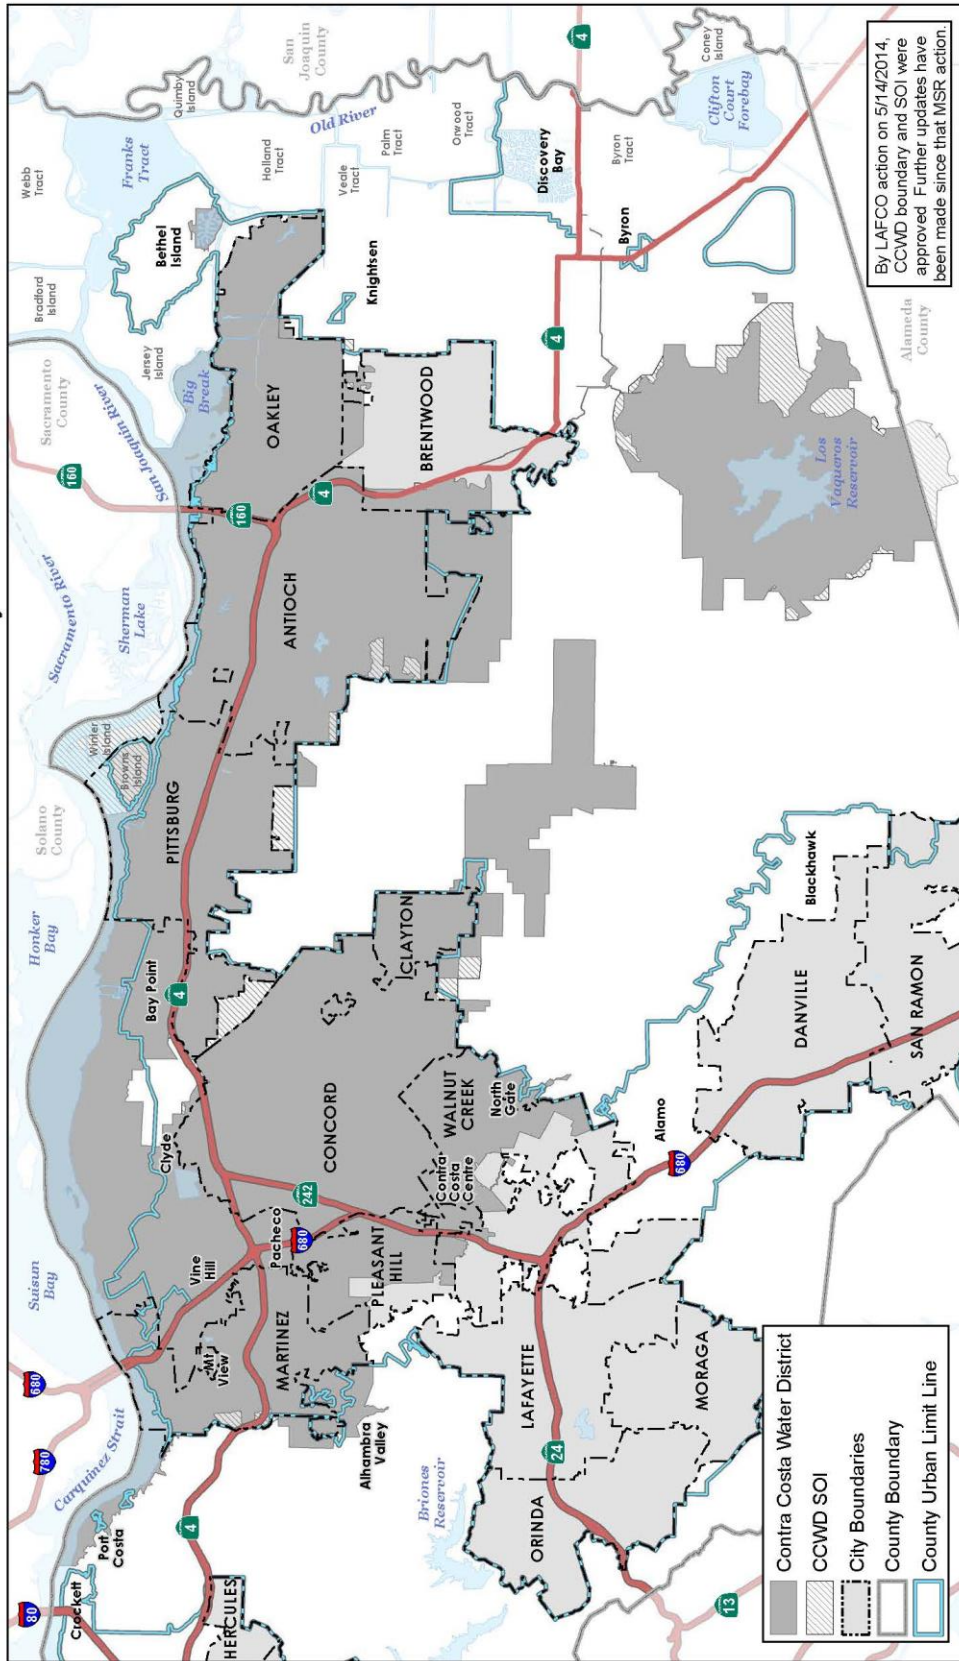 80
780
680
Crockett
Carquinez Strait
Port
Costa
4
HERCULES
Suisun
Bay
Honker
Bay
Solano
County
Sacramento River
Sherman
Lake
Winter
Island
Browns
Island
160
Sacramento
County
San Joaquin River
Bradford
Island
Jersey
Island
Big
Break
Webb
Tract
Franks
Tract
Bethel
Island
Quimby
Island
Holland
Tract
San
Joaquin
County
Old River
Veale
Tract
Palm
Tract
Orwood
Tract
Knightsen
Discovery
Bay
Byron
Tract
Coney
Island
Clifton
Court
Forebay
4
Byron
4
Vine
Hill
Mt
View
MARTINEZ
Alhambra
Valley
Clyde
Pacheco
680
242
PLEASANT
HILL
Contra
Costa
Centre
CONCORD
Bay Point
4
PITTSBURG
ANTIOCH
160
4
OAKLEY
BRENTWOOD
CLAYTON
WALNUT
CREEK
North
Gate
Briones
Reservoir
LAFAYETTE
24
ORINDA
MORAGA
13
Alamo
680
DANVILLE
Blackhawk
SAN RAMON
Los
Vaqueros
Reservoir
Alameda
County
Contra Costa Water District
CCWD SOI
City Boundaries
County Boundary
County Urban Limit Line
By LAFCO action on 5/14/2014,
CCWD boundary and SOI were
approved Further updates have
been made since that MSR action.